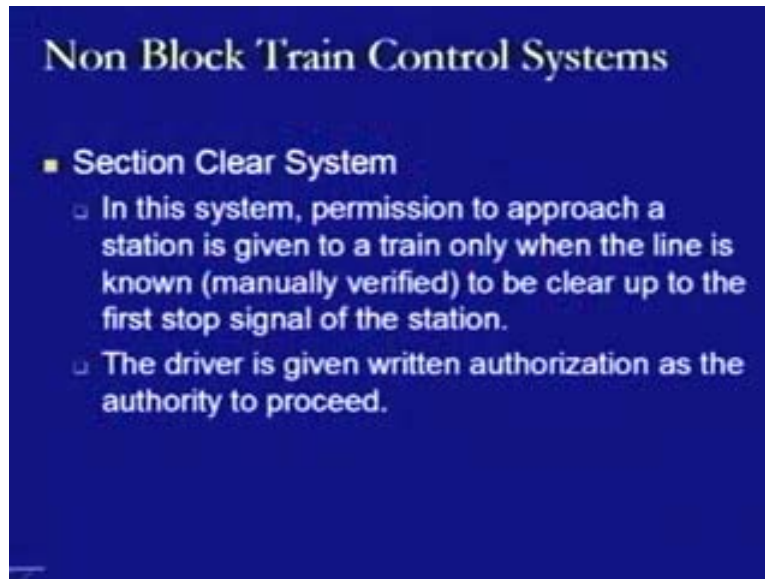 Non Block Train Control Systems
Section Clear System
In this system, permission to approach a
station is given to a train only when the line is
known (manually verified) to be clear up to the
first stop signal of the station.
The driver is given written authorization as the
authority to proceed.